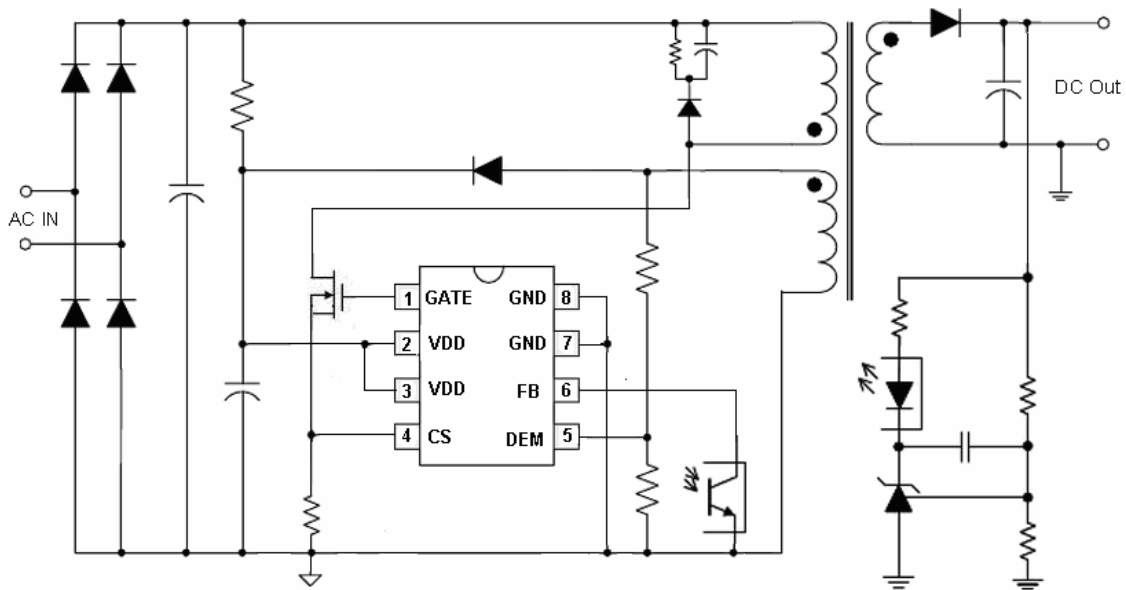 DC Out
AC IN
1 GATE GND 8
2 VDD GND 7
3 VDD FB 6
4 CS DEM 5